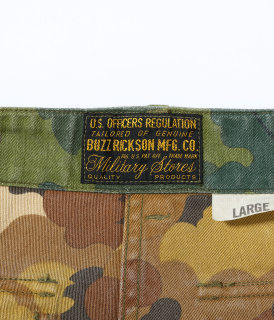 U.S. OFFICERS REGULATION
TAILORED OF GENUINE
BUZZ RICKSON MFG. CO.
REG. U.S. PAT. OFF. TRADE MARK
Military Stores
QUALITY PRODUCTS
LARGE